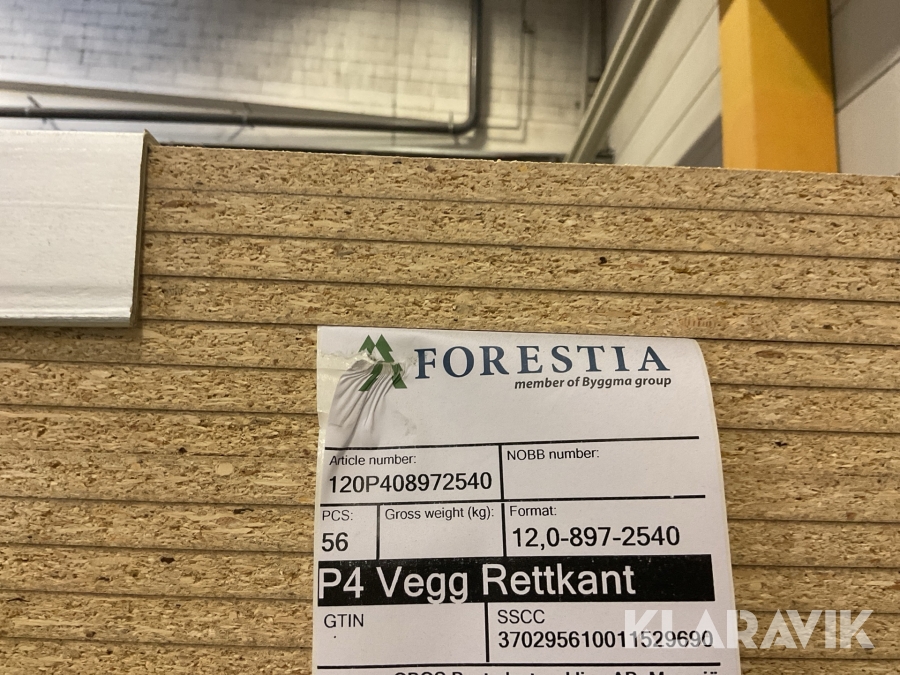 FORESTIA
member of Byggma group
Article number:
120P408972540
NOBB number:
PCS:
56
Gross weight (kg):
Format:
12,0-897-2540
P4 Vegg Rettkant
GTIN
SSCC
370295610011529690
KLARAVIK